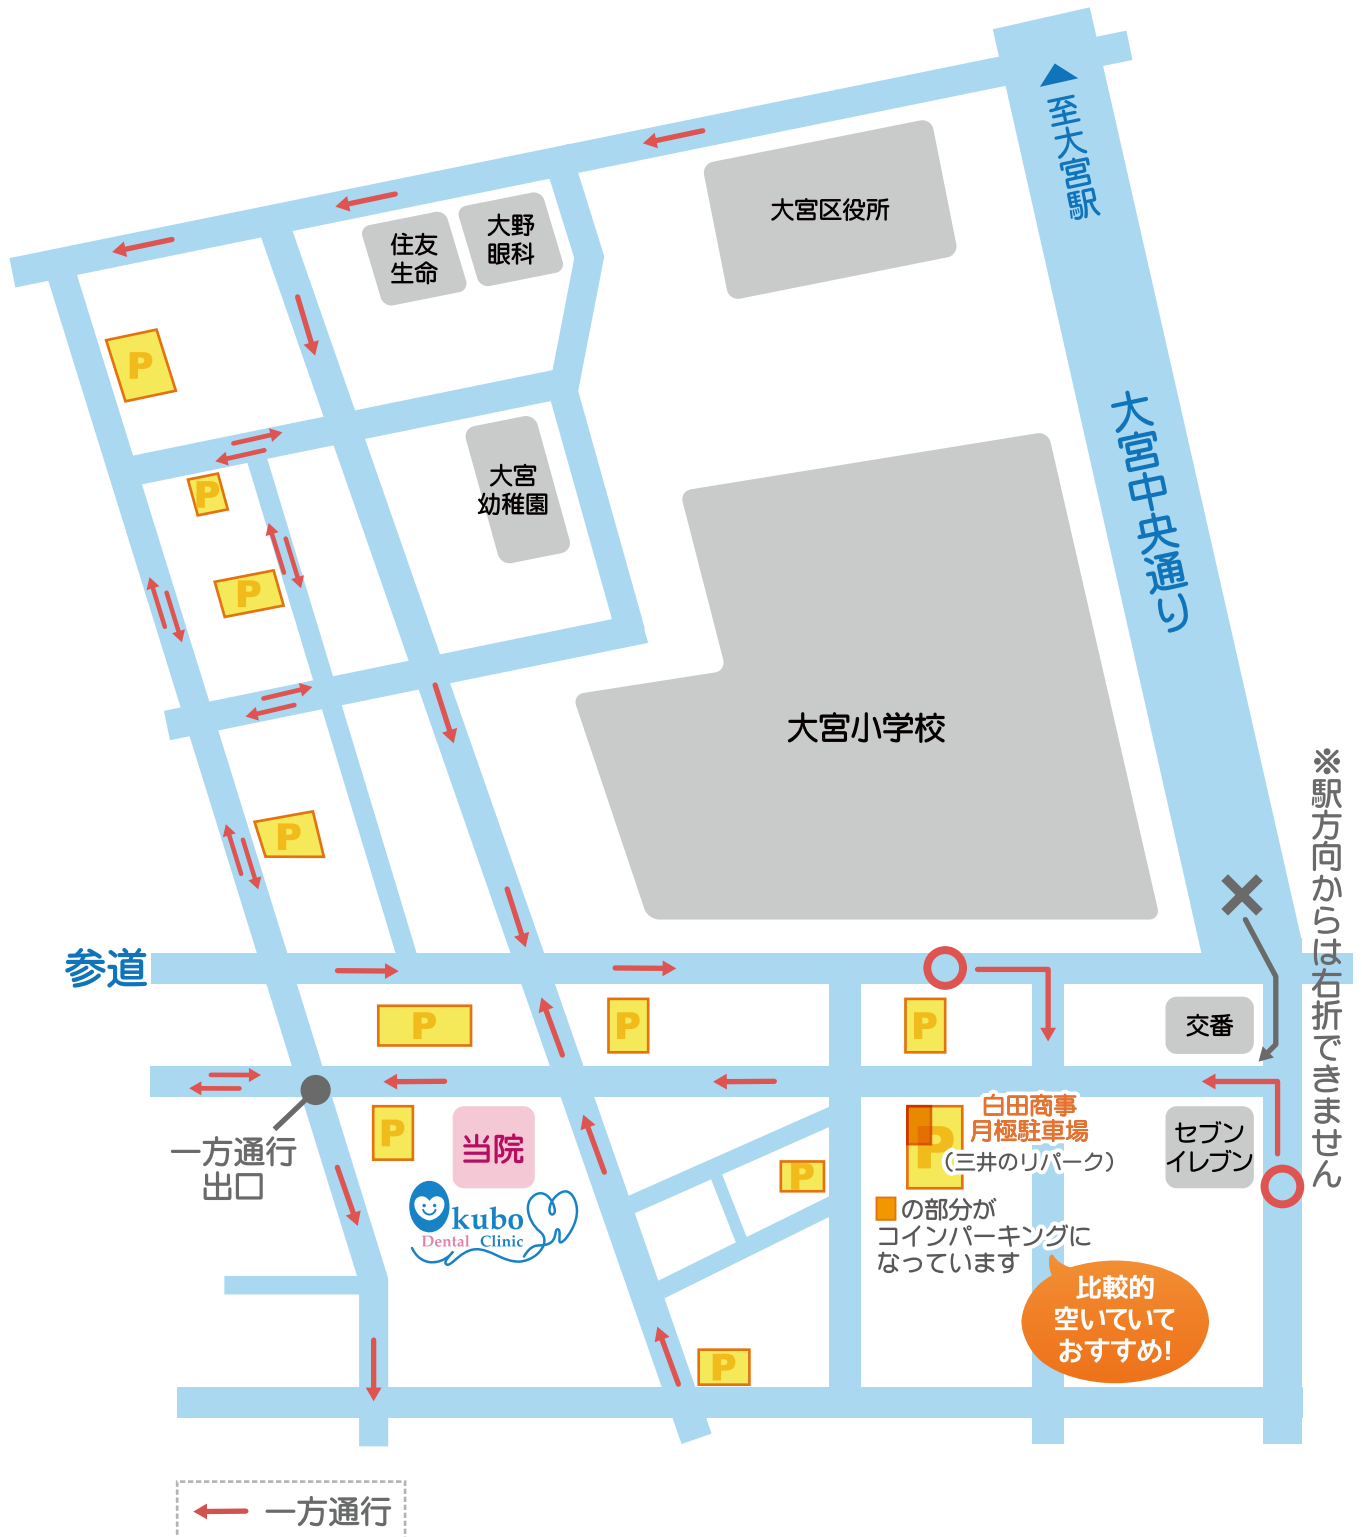 至大宮駅
大宮区役所
大野
眼科
住友
生命
P
大宮中央通り
P
大宮
幼稚園
P
大宮小学校
※駅方向からは右折できません
P
参道
P
P
P
交番
一方通行
出口
P
当院
白田商事
月極駐車場
(三井のリパーク)
P
セブン
イレブン
P
の部分が
コインパーキングに
なっています
Okubo
Dental Clinic
比較的
空いていて
おすすめ!
P
一方通行